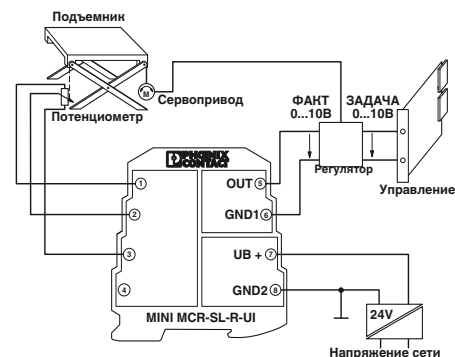 Подъемник
M
Сервопривод
Потенциометр
ФАКТ
0...10В
ЗАДАЧА
0...10В
Регулятор
Управление
PHŒNIX
CONTACT
1
OUT 5
2
GND1 6
3
UB + 7
4
GND2 8
MINI MCR-SL-R-UI
24V
Напряжение сети